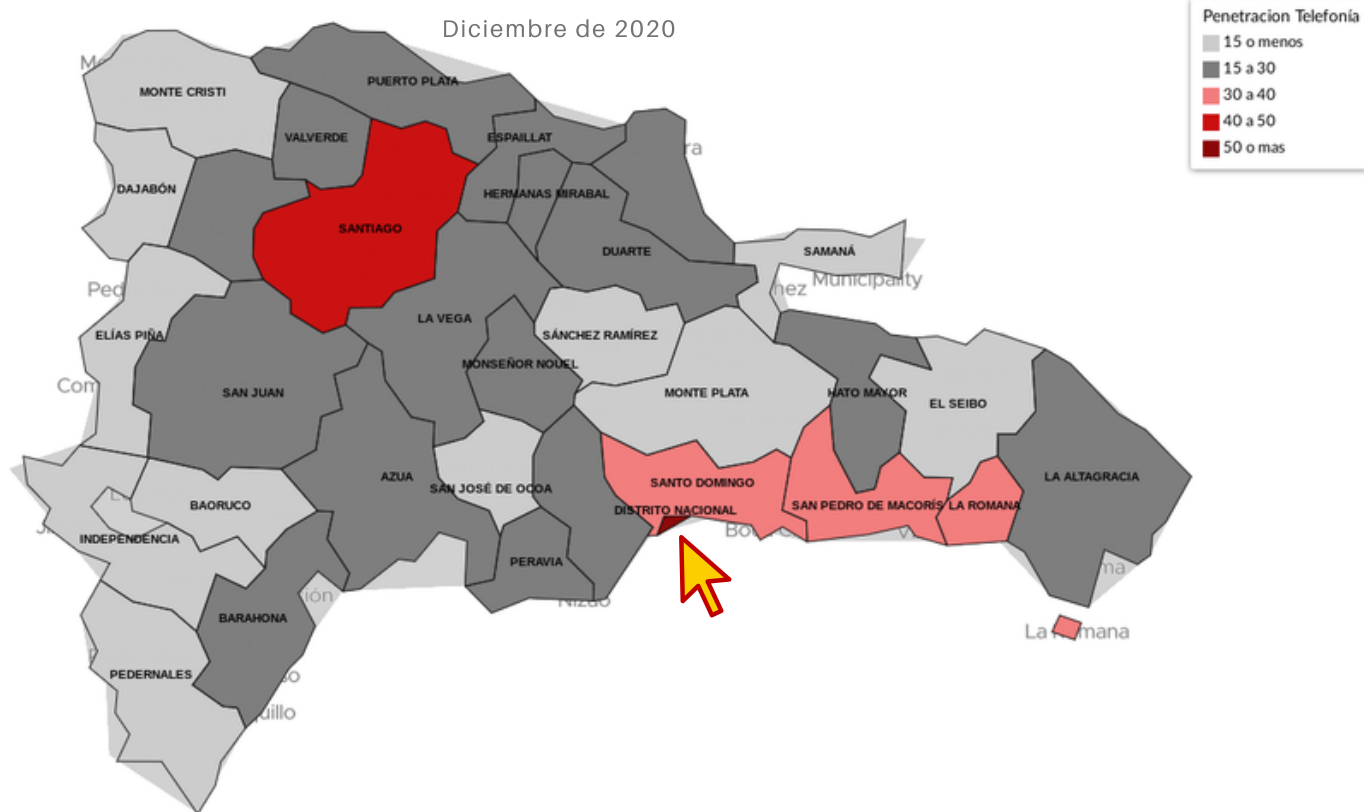 Diciembre de 2020
Penetracion Telefonía
15 o menos
15 a 30
30 a 40
40 a 50
50 o mas
PUERTO PLATA
MONTE CRISTI
VALVERDE
ESPAILLAT
DAJABÓN
HERMANAS MIRABAL
SANTIAGO
DUARTE
SAMANÁ
Municipality
LA VEGA
ELÍAS PIÑA
SÁNCHEZ RAMÍREZ
MONSEÑOR NOUEL
SAN JUAN
MONTE PLATA
HATO MAYOR
EL SEIBO
AZUA
LA ALTAGRACIA
SANTO DOMINGO
SAN JOSÉ DE OCOA
BAORUCO
SAN PEDRO DE MACORÍS
LA ROMANA
DISTRITO NACIONAL
INDEPENDENCIA
PERAVIA
BARAHONA
La Romana
PEDERNALES